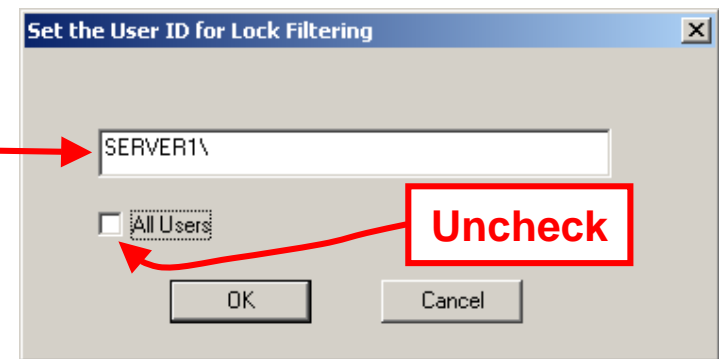 Set the User ID for Lock Filtering
SERVER1\
All Users
Uncheck
OK Cancel